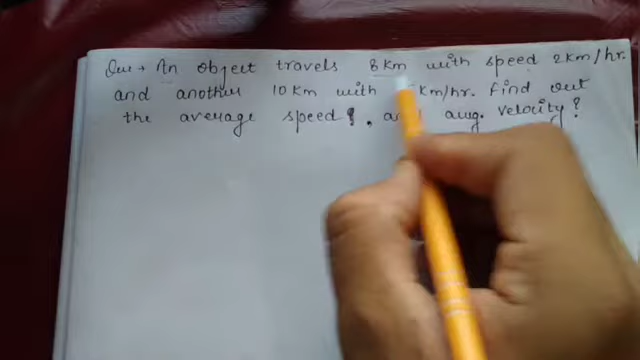 Que → An object travels 8 km with speed 2 km/hr.
and another 10 km with km/hr. Find out
the average speed?. avg. velocity?